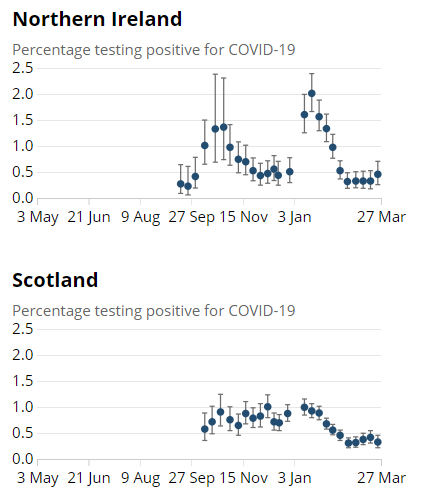 Northern Ireland
Percentage testing positive for COVID-19
2.5
2.0
1.5
1.0
0.5
0.0
3 May 21 Jun 9 Aug 27 Sep 15 Nov 3 Jan 27 Mar
Scotland
Percentage testing positive for COVID-19
2.5
2.0
1.5
1.0
0.5
0.0
3 May 21 Jun 9 Aug 27 Sep 15 Nov 3 Jan 27 Mar